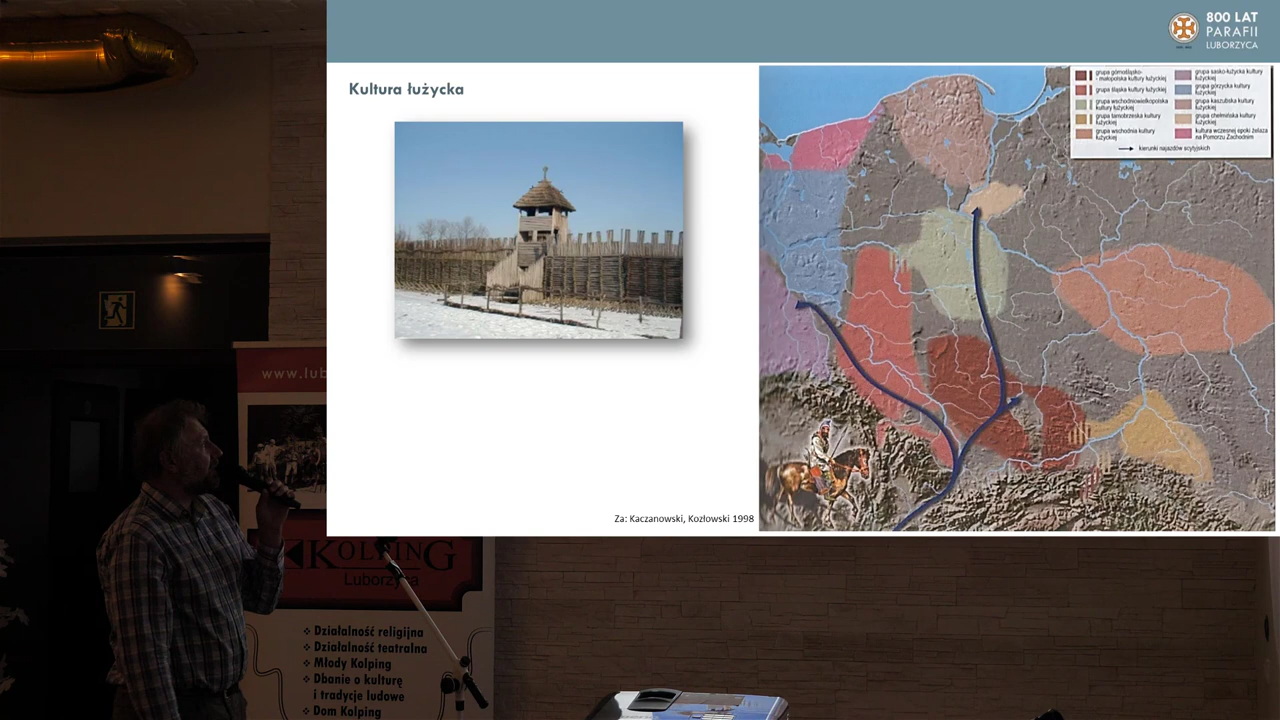 800 LAT
PARAFII
LUBORZYCA
Kultura łużycka
grupa górnośląsko-
- małopolska kultury łużyckiej
grupa śląska kultury łużyckiej
grupa wschodniowielkopolska
kultury łużyckiej
grupa tarnobrzeska kultury
łużyckiej
grupa wschodnia kultury
łużyckiej
grupa sasko-łużycka kultury
łużyckiej
grupa górzycka kultury
łużyckiej
grupa kaszubska kultury
łużyckiej
grupa chełmińska kultury
łużyckiej
kultura wczesnej epoki żelaza
na Pomorzu Zachodnim
kierunki najazdów scytyjskich
Za: Kaczanowski, Kozłowski 1998
www.lub
KOLPING
Luborzyca
❖ Działalność religijna
❖ Działalność teatralna
❖ Młody Kolping
❖ Dbanie o kulturę
i tradycje ludowe
❖ Dom Kolping